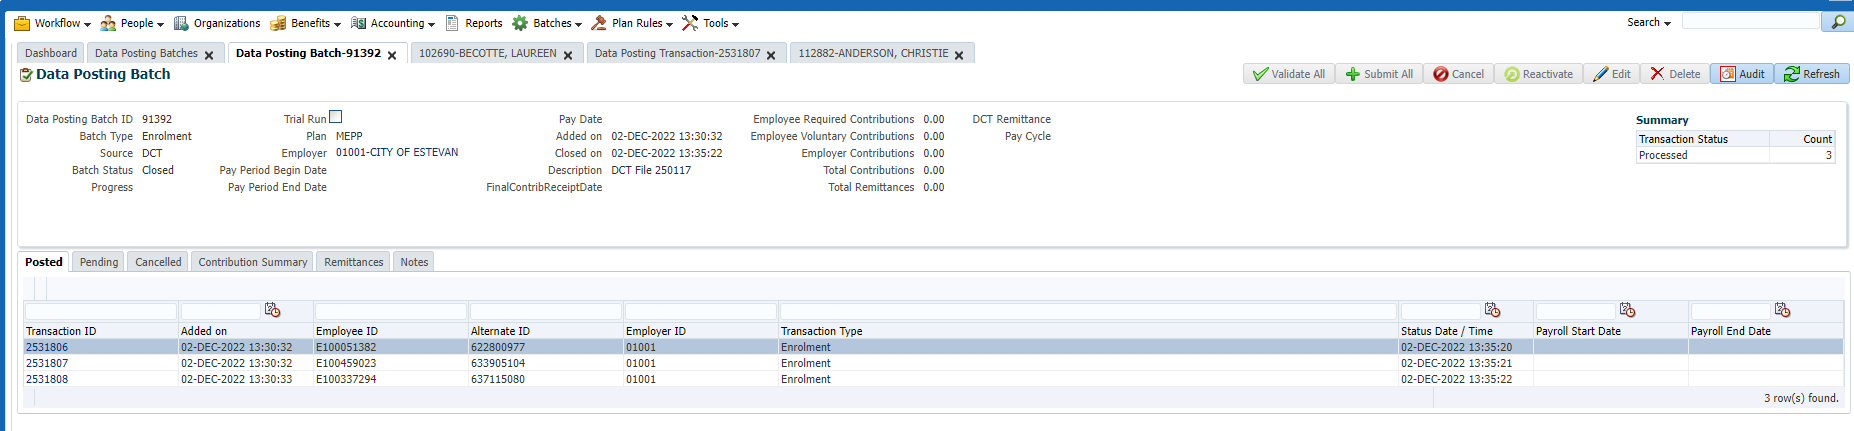 Workflow People Organizations Benefits Accounting Reports Batches Plan Rules Tools Search
Dashboard Data Posting Batches Data Posting Batch-91392 102690-BECOTTE, LAUREEN Data Posting Transaction-2531807 112882-ANDERSON, CHRISTIE
Data Posting Batch Validate All Submit All Cancel Reactivate Edit Delete Audit Refresh
Data Posting Batch ID 91392 Trial Run Pay Date Employee Required Contributions 0.00 DCT Remittance Summary
Batch Type Enrolment Plan MEPP Added on 02-DEC-2022 13:30:32 Employee Voluntary Contributions 0.00 Pay Cycle Transaction Status Count
Source DCT Employer 01001-CITY OF ESTEVAN Closed on 02-DEC-2022 13:35:22 Employer Contributions 0.00 Processed 3
Batch Status Closed Pay Period Begin Date Description DCT File 250117 Total Contributions 0.00
Progress Pay Period End Date FinalContribReceiptDate Total Remittances 0.00
Posted Pending Cancelled Contribution Summary Remittances Notes
Transaction ID Added on Employee ID Alternate ID Employer ID Transaction Type Status Date / Time Payroll Start Date Payroll End Date
2531806 02-DEC-2022 13:30:32 E100051382 622800977 01001 Enrolment 02-DEC-2022 13:35:20
2531807 02-DEC-2022 13:30:32 E100459023 633905104 01001 Enrolment 02-DEC-2022 13:35:21
2531808 02-DEC-2022 13:30:33 E100337294 637115080 01001 Enrolment 02-DEC-2022 13:35:22
3 row(s) found.